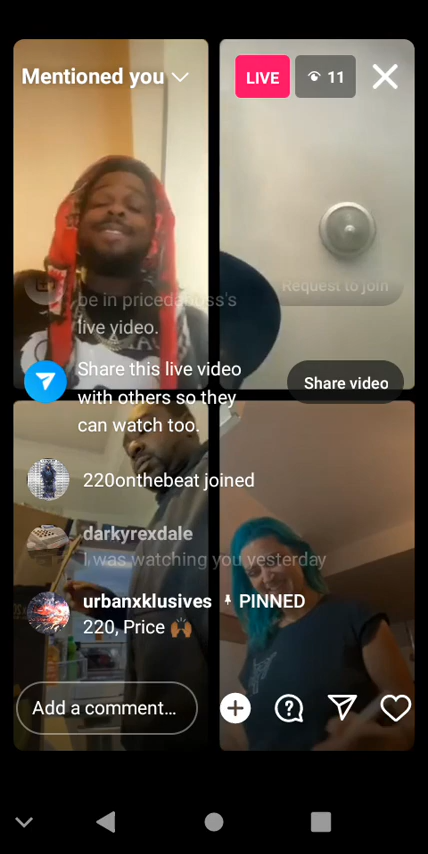 Mentioned you
LIVE
11
be in pricedaboss's
live video.
Request to join
Share this live video
with others so they
can watch too.
Share video
220onthebeat joined
darkyrexdale
I was watching you yesterday
urbanxklusives PINNED
220, Price 🙌🏾
Add a comment...